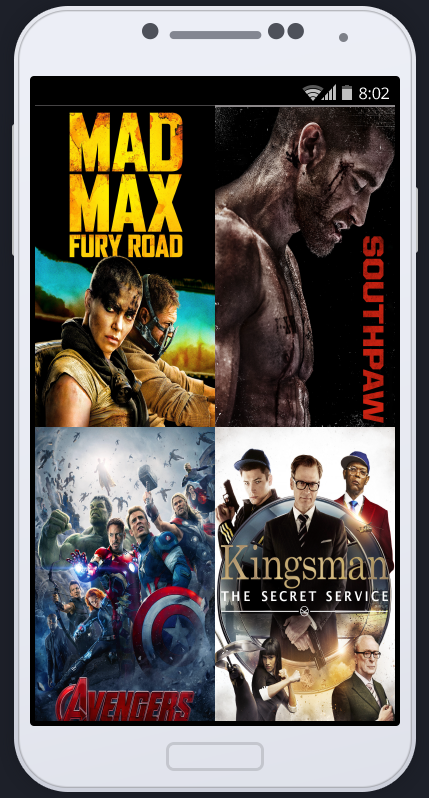 8:02
MAD
MAX
FURY ROAD
SOUTHPAW
AVENGERS
Kingsman
THE SECRET SERVICE